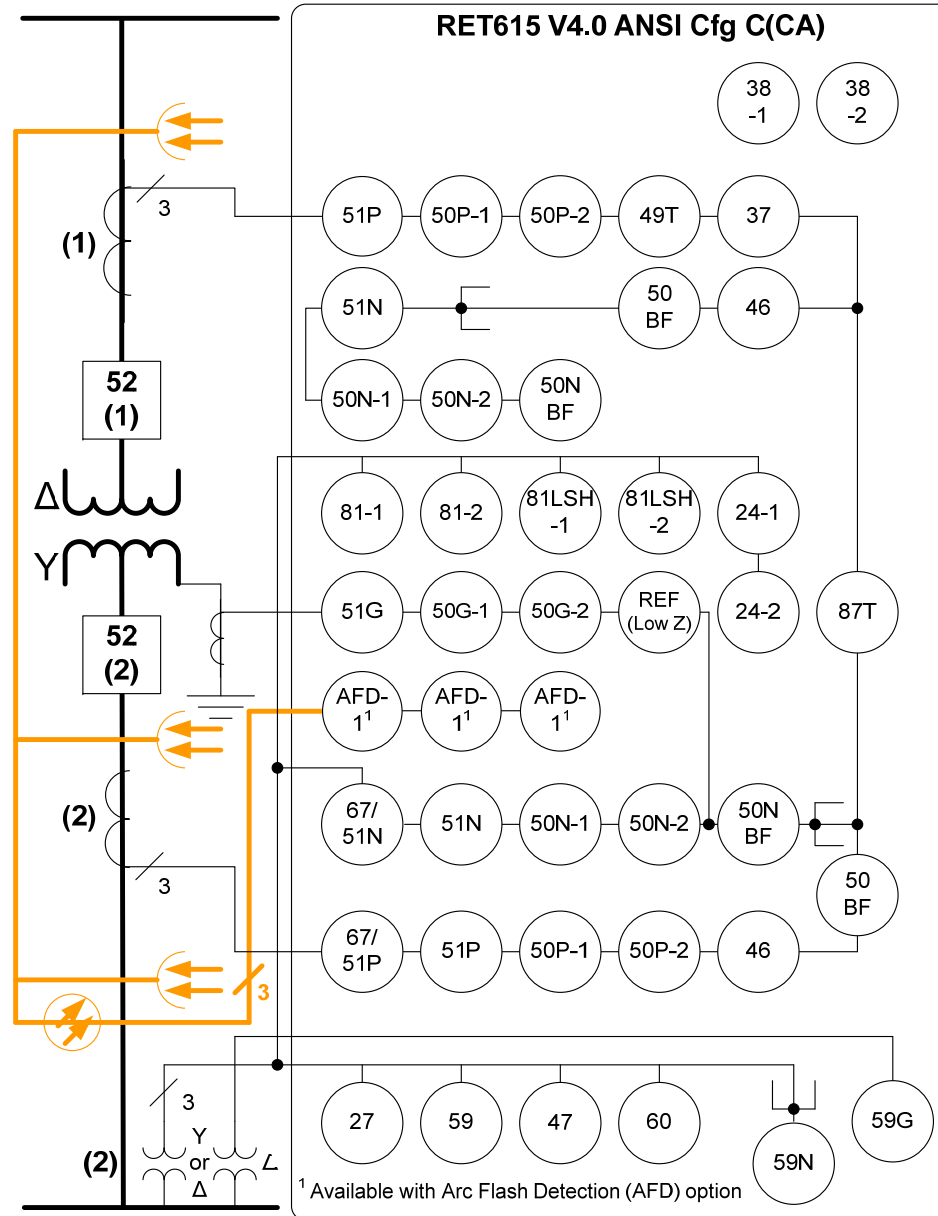 RET615 V4.0 ANSI Cfg C(CA)
38
-1
38
-2
3
51P
50P-1
50P-2
49T
37
(1)
51N
50
BF
46
52
(1)
50N-1
50N-2
50N
BF
Δ
81-1
81-2
81LSH
-1
81LSH
-2
24-1
Y
51G
50G-1
50G-2
REF
(Low Z)
24-2
87T
52
(2)
AFD-
1¹
AFD-
1¹
AFD-
1¹
(2)
67/
51N
51N
50N-1
50N-2
50N
BF
3
50
BF
67/
51P
51P
50P-1
50P-2
46
3
3
27
59
47
60
59N
59G
Y
or
Δ
(2)
¹ Available with Arc Flash Detection (AFD) option